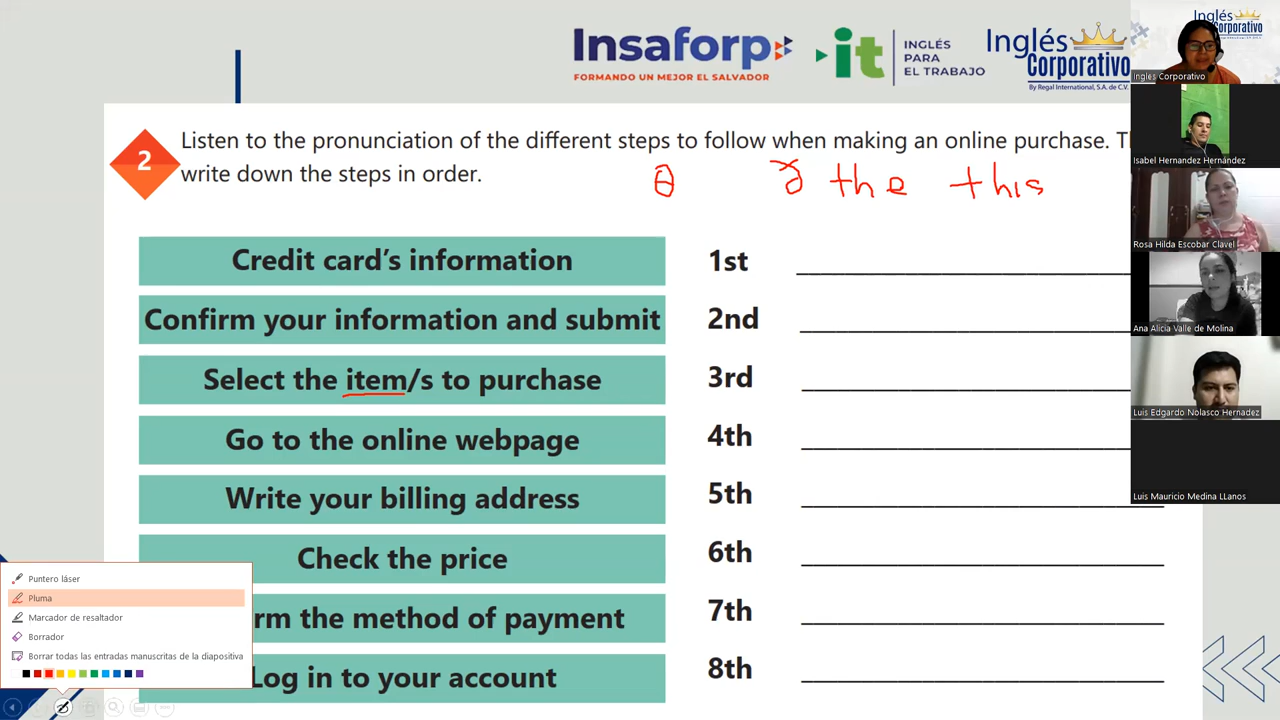 Insaforp
FORMANDO UN MEJOR EL SALVADOR
it
INGLÉS
PARA
EL TRABAJO
Inglés
Corporativo
By Regal International, S.A. de C.V.
Inglés
Corporativo
Ingles Corporativo
Isabel Hernandez Hernández
Rosa Hilda Escobar Clavel
Ana Alicia Valle de Molina
Luis Edgardo Nolasco Hernadez
Luis Mauricio Medina LLanos
2
Listen to the pronunciation of the different steps to follow when making an online purchase.
write down the steps in order.
θ the this
Credit card's information
Confirm your information and submit
Select the item/s to purchase
Go to the online webpage
Write your billing address
Check the price
rm the method of payment
Log in to your account
1st
2nd
3rd
4th
5th
6th
7th
8th
Puntero láser
Pluma
Marcador de resaltador
Borrador
Borrar todas las entradas manuscritas de la diapositiva